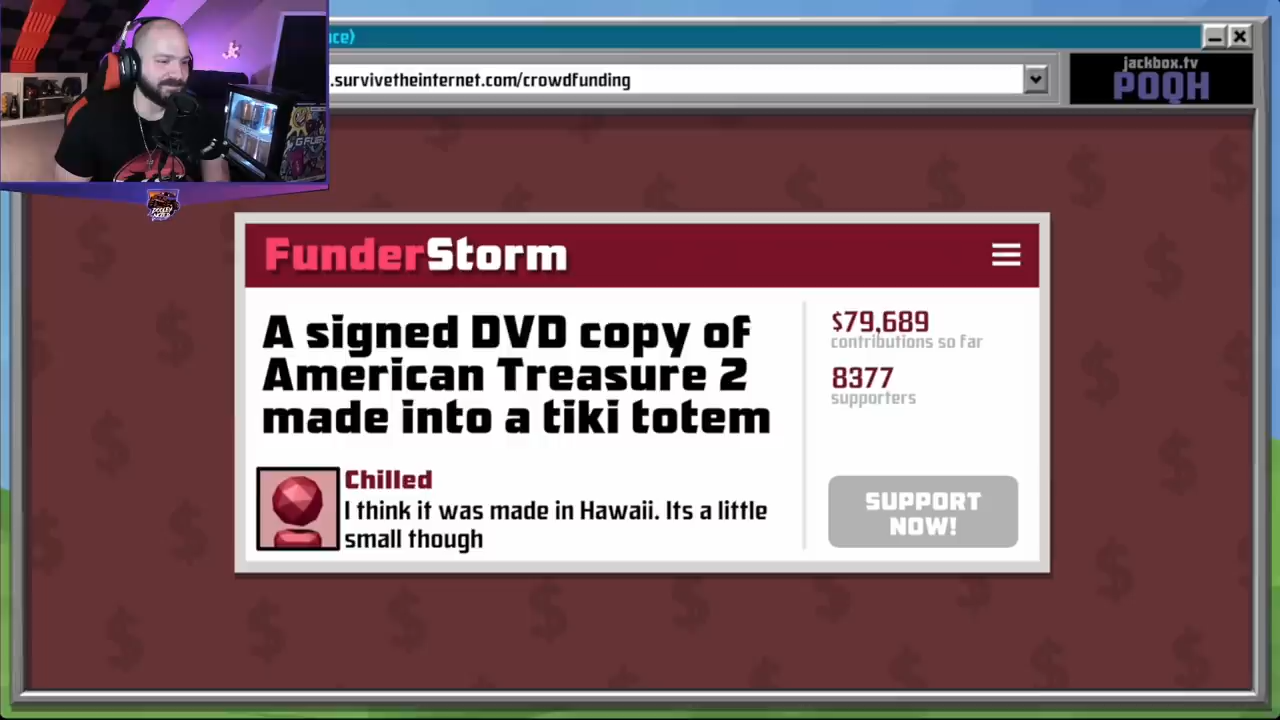 ce)
.survivetheinternet.com/crowdfunding
jackbox.tv
POQH
FunderStorm
A signed DVD copy of
American Treasure 2
made into a tiki totem
$79,689
contributions so far
8377
supporters
Chilled
I think it was made in Hawaii. Its a little
small though
SUPPORT
NOW!
G FUEL